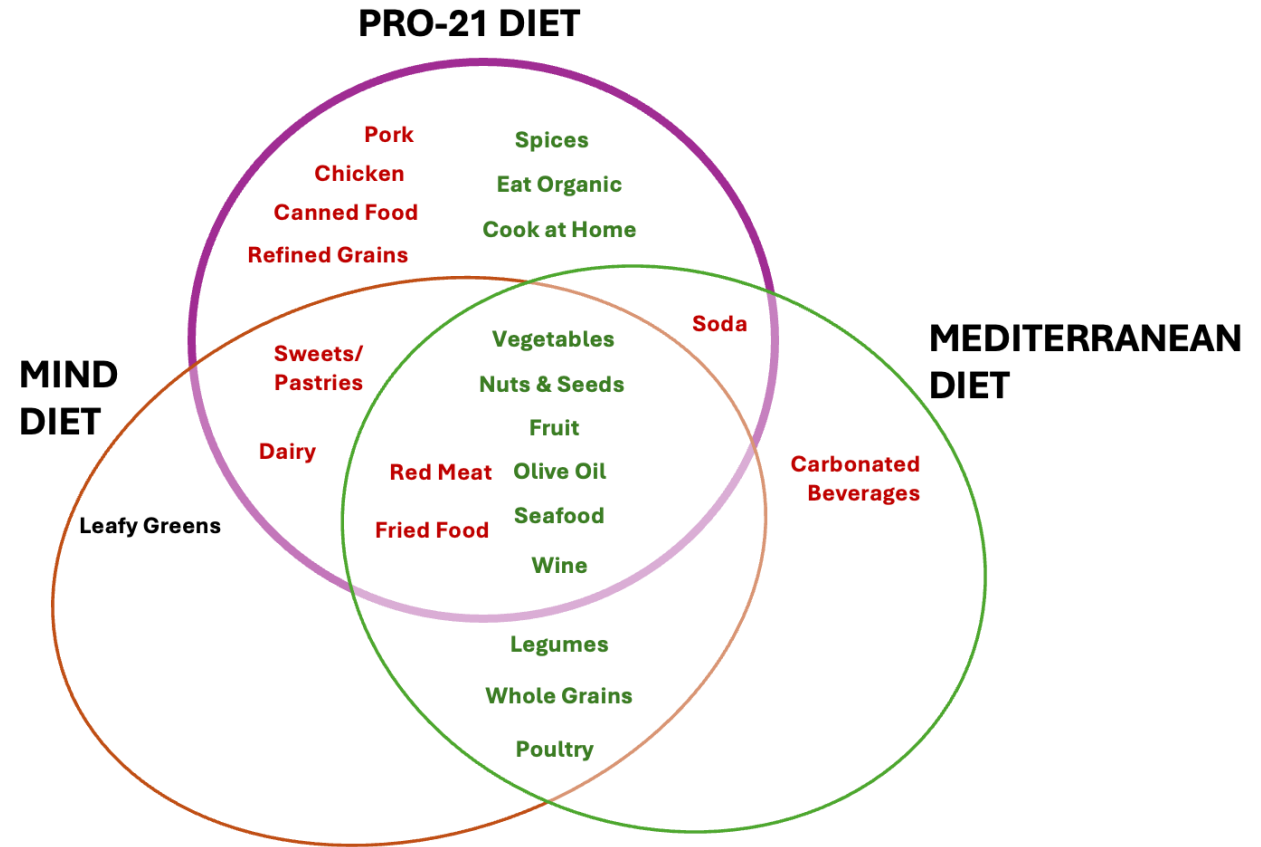 PRO-21 DIET
Pork
Spices
Chicken
Eat Organic
Canned Food
Cook at Home
Refined Grains
Soda
MEDITERRANEAN
DIET
Vegetables
Sweets/
Pastries
MIND
DIET
Nuts & Seeds
Fruit
Dairy
Red Meat
Olive Oil
Carbonated
Beverages
Seafood
Leafy Greens
Fried Food
Wine
Legumes
Whole Grains
Poultry